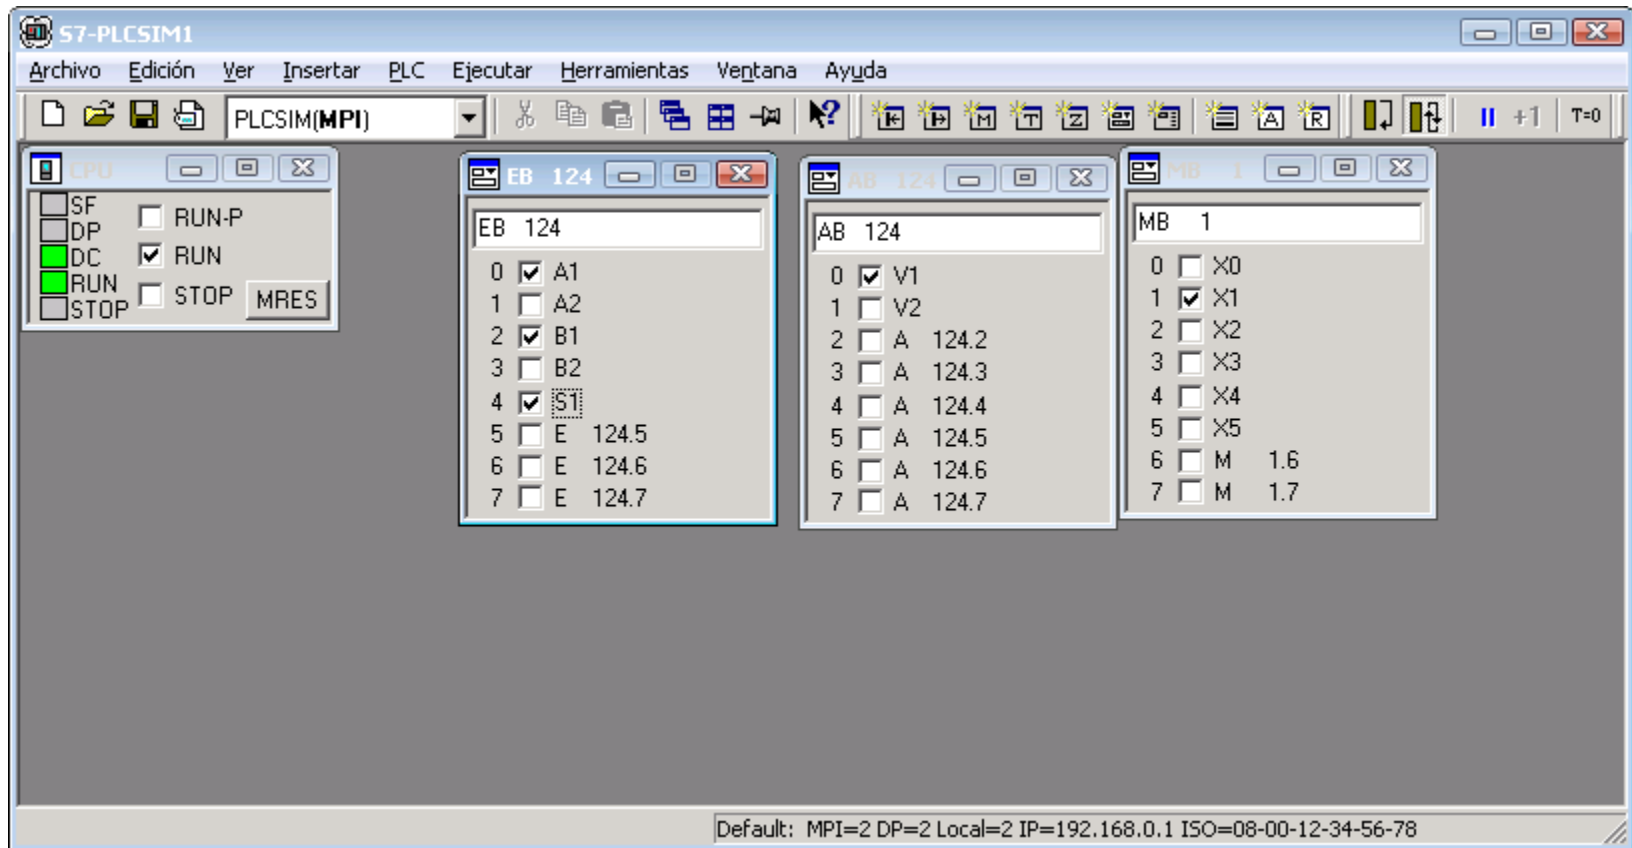 S7-PLCSIM1
Archivo Edición Ver Insertar PLC Ejecutar Herramientas Ventana Ayuda
PLCSIM(MPI) +1 T=0
CPU
SF
DP
DC
RUN
STOP
RUN-P
RUN
STOP MRES
EB 124
EB 124
0 A1
1 A2
2 B1
3 B2
4 S1
5 E 124.5
6 E 124.6
7 E 124.7
AB 124
AB 124
0 V1
1 V2
2 A 124.2
3 A 124.3
4 A 124.4
5 A 124.5
6 A 124.6
7 A 124.7
MB 1
MB 1
0 X0
1 X1
2 X2
3 X3
4 X4
5 X5
6 M 1.6
7 M 1.7
Default: MPI=2 DP=2 Local=2 IP=192.168.0.1 ISO=08-00-12-34-56-78